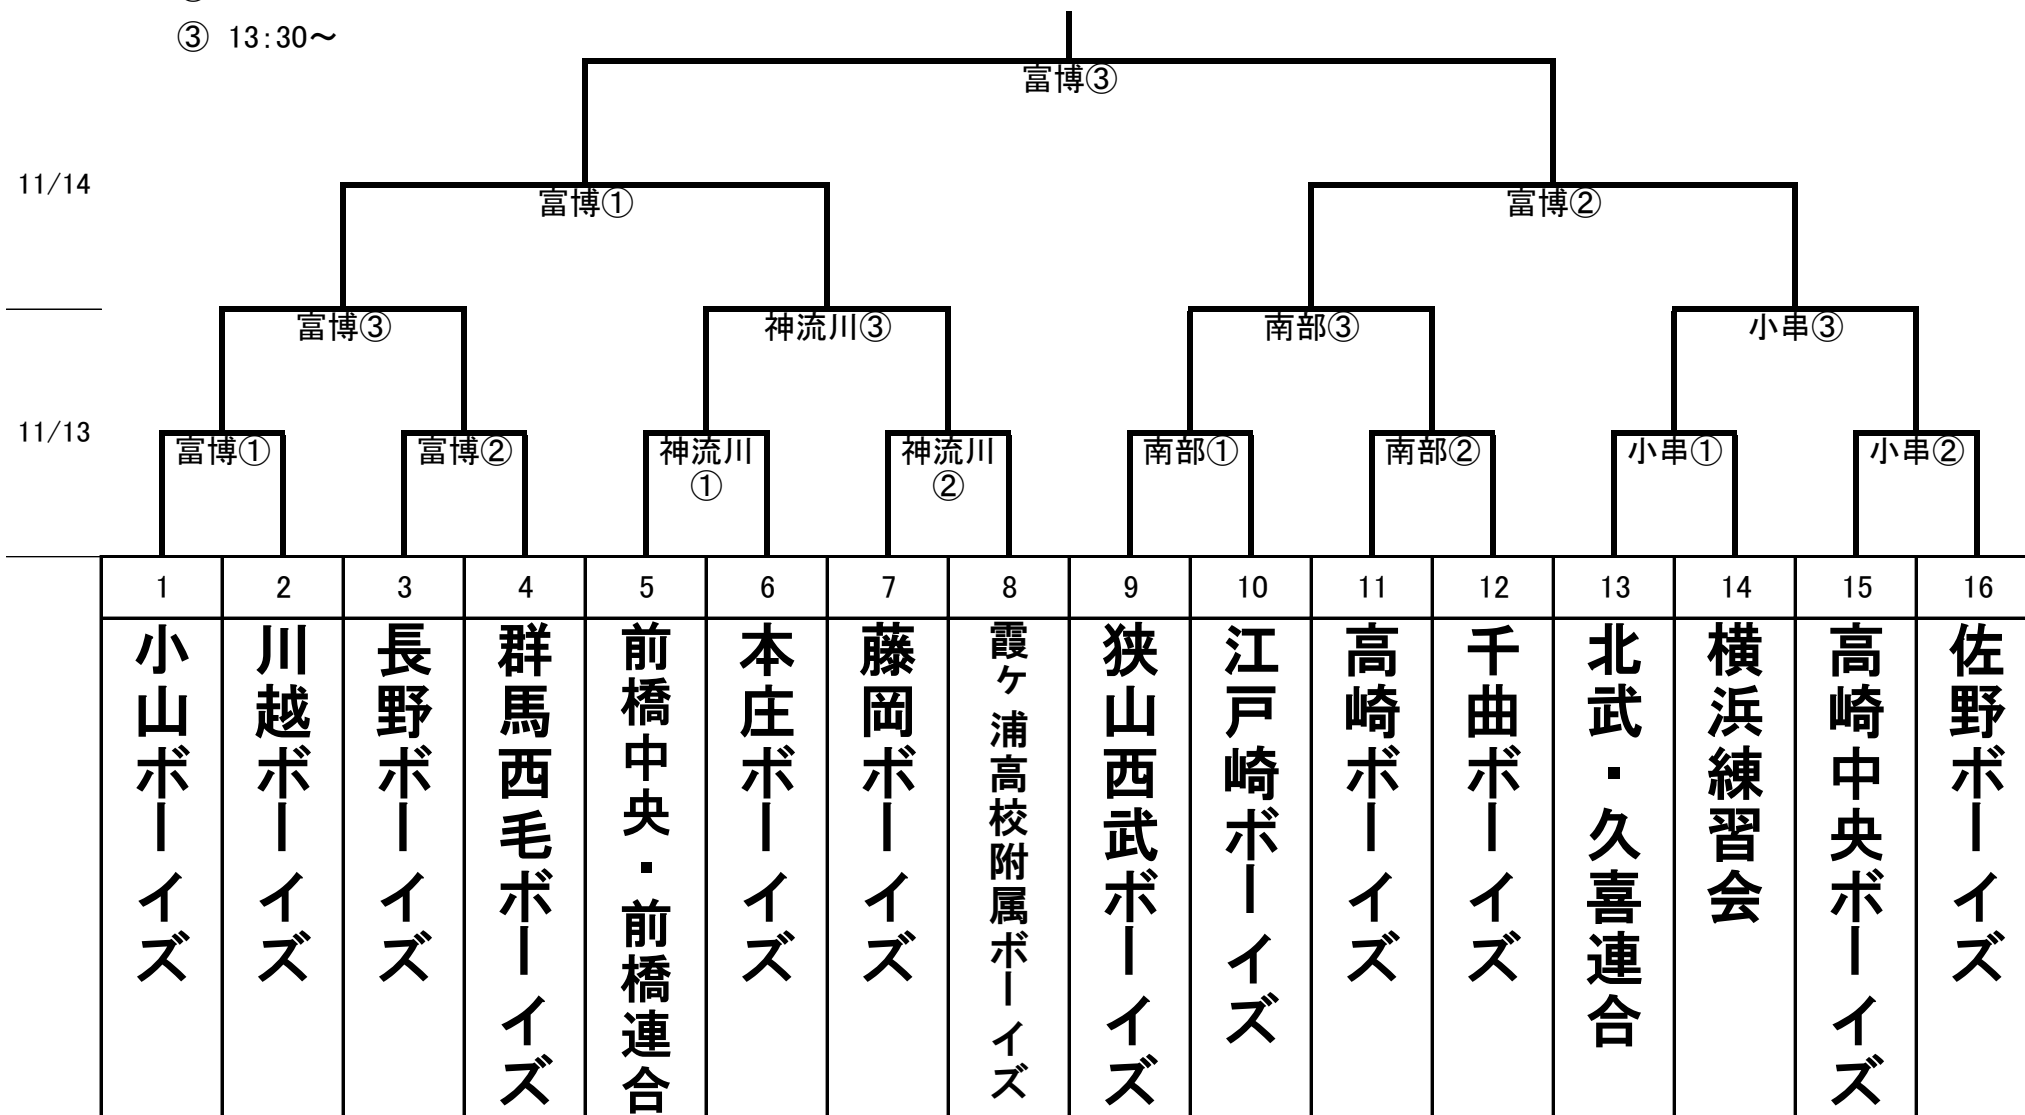 ③ 13:30～
富博③
11/14
富博① 富博②
富博③ 神流川③ 南部③ 小串③
11/13
富博① 富博② 神流川① 神流川② 南部① 南部② 小串① 小串②
1 2 3 4 5 6 7 8 9 10 11 12 13 14 15 16
小山ボーイズ
川越ボーイズ
長野ボーイズ
群馬西毛ボーイズ
前橋中央・前橋連合
本庄ボーイズ
藤岡ボーイズ
霞ケ浦高校附属ボーイズ
狭山西武ボーイズ
江戸崎ボーイズ
高崎ボーイズ
千曲ボーイズ
北武・久喜連合
横浜練習会
高崎中央ボーイズ
佐野ボーイズ